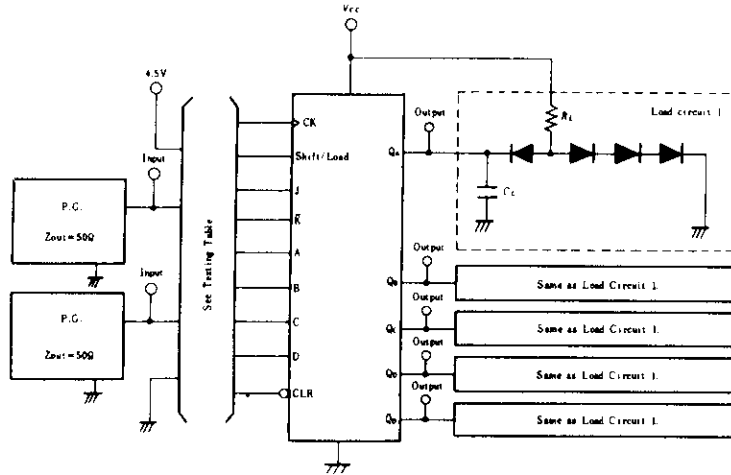 Vcc
4.5V
Input
P.G.
Zout=50Ω
Input
P.G.
Zout=50Ω
See Testing Table
CK
Shift/Load
J
K̅
A
B
C
D
CLR
Output
QA
RL
Load circuit 1
CL
Output
QB
Same as Load Circuit 1.
Output
QC
Same as Load Circuit 1.
Output
QD
Same as Load Circuit 1.
Output
Same as Load Circuit 1.